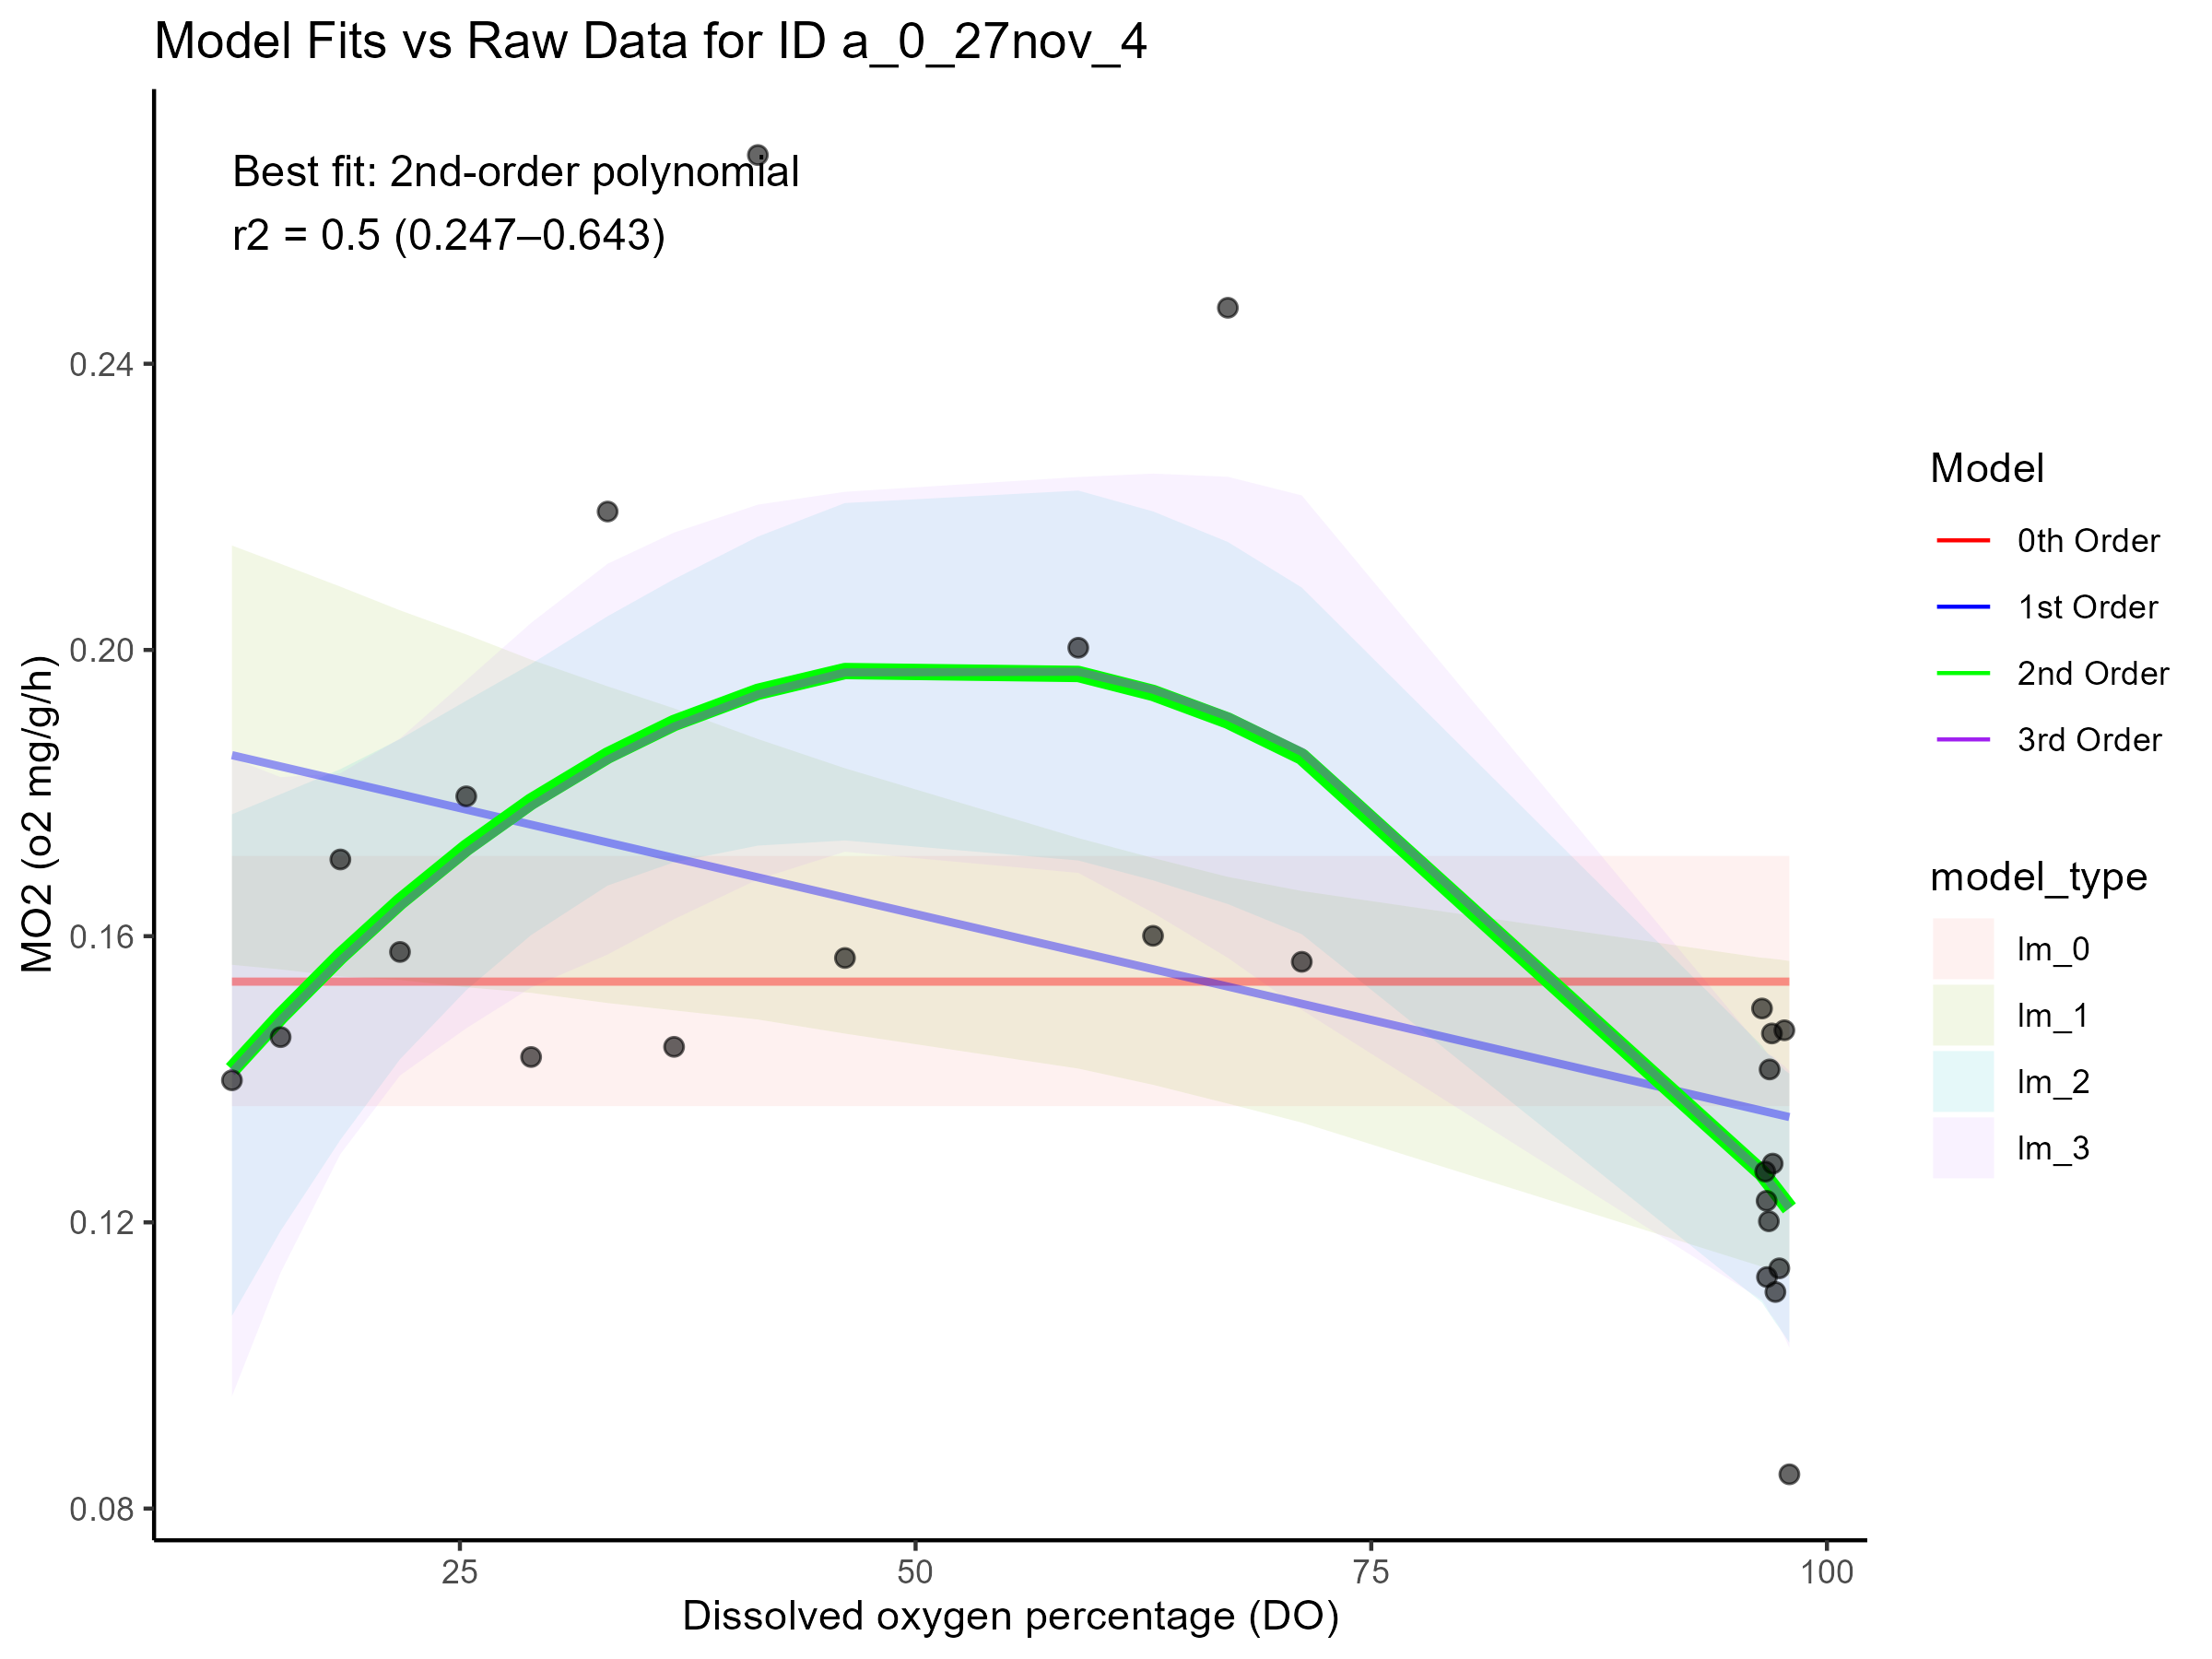 Model Fits vs Raw Data for ID a_0_27nov_4
Best fit: 2nd-order polynomial
r2 = 0.5 (0.247–0.643)
MO2 (o2 mg/g/h)
0.24
0.20
0.16
0.12
0.08
25
50
75
100
Dissolved oxygen percentage (DO)
Model
0th Order
1st Order
2nd Order
3rd Order
model_type
lm_0
lm_1
lm_2
lm_3